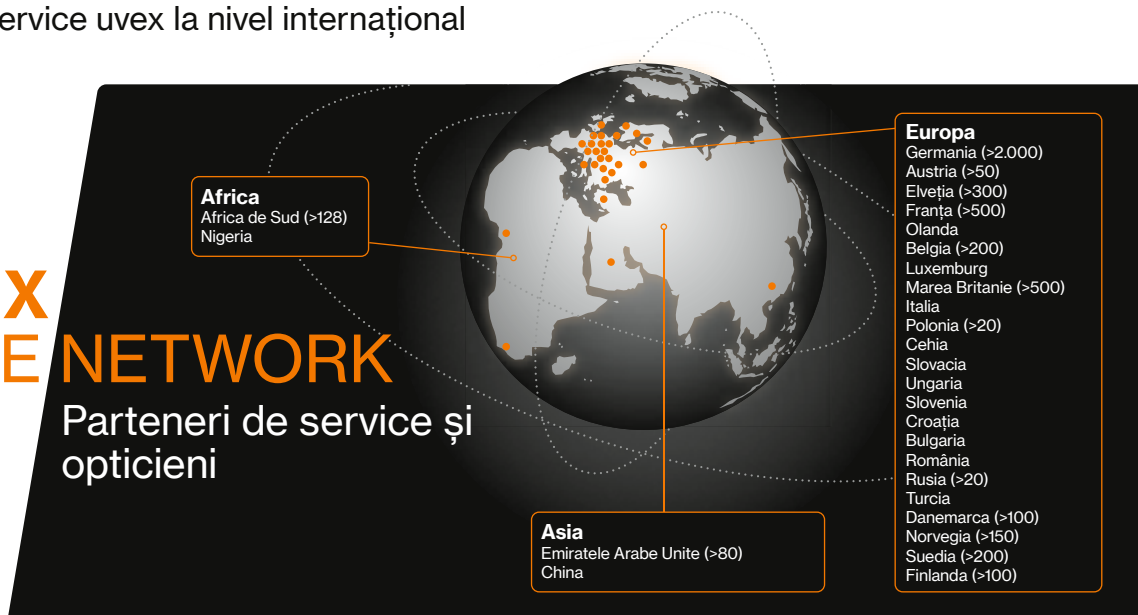 ervice uvex la nivel internațional
Africa
Africa de Sud (>128)
Nigeria
X
E NETWORK
Parteneri de service și
opticieni
Asia
Emiratele Arabe Unite (>80)
China
Europa
Germania (>2.000)
Austria (>50)
Elveția (>300)
Franța (>500)
Olanda
Belgia (>200)
Luxemburg
Marea Britanie (>500)
Italia
Polonia (>20)
Cehia
Slovacia
Ungaria
Slovenia
Croația
Bulgaria
România
Rusia (>20)
Turcia
Danemarca (>100)
Norvegia (>150)
Suedia (>200)
Finlanda (>100)